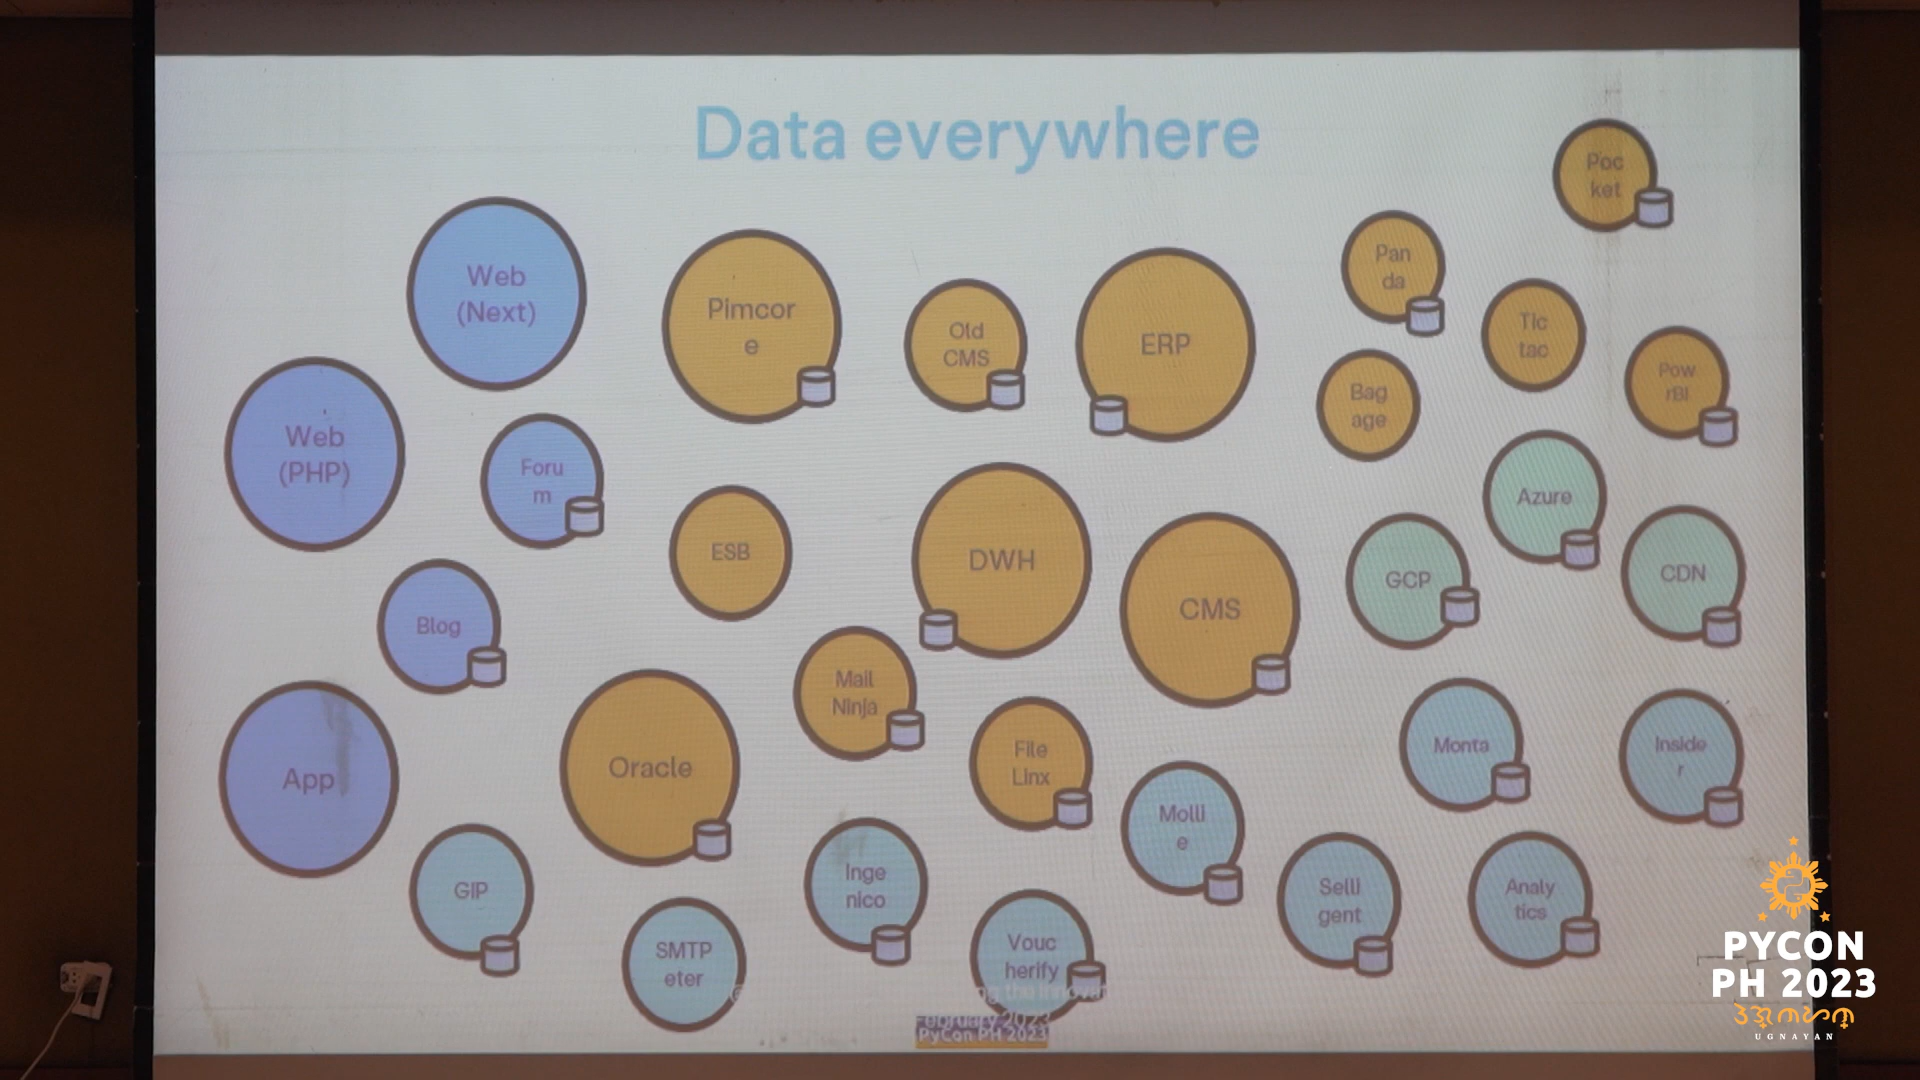 Data everywhere
Poc
ket
Web
(Next)
Pimcor
e
Old
CMS
ERP
Pan
da
Tic
tac
Pow
rBI
Bag
age
Web
(PHP)
Foru
m
ESB
DWH
CMS
Azure
GCP
CDN
Blog
Mail
Ninja
File
Linx
Monta
Inside
r
App
Oracle
Molli
e
GIP
SMTP
eter
Inge
nico
Vouc
herify
Selli
gent
Analy
tics
February 2023
PyCon PH 2023
PYCON
PH 2023
UGNAYAN